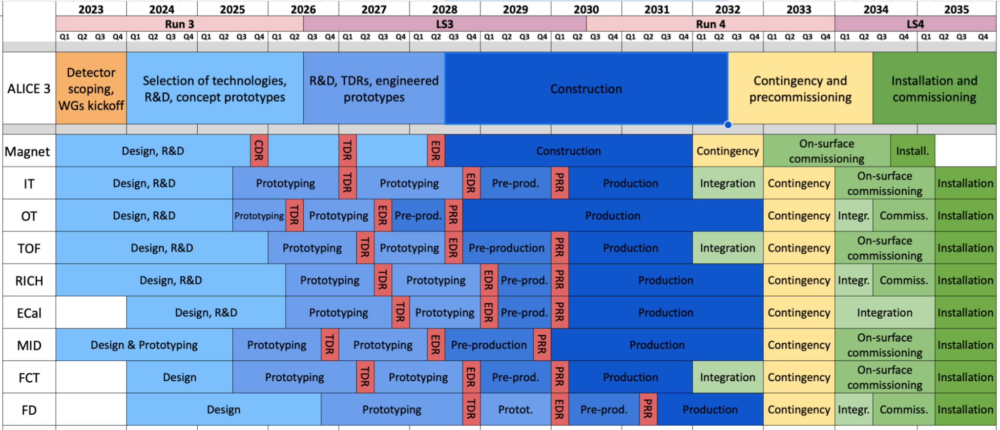 2023 2024 2025 2026 2027 2028 2029 2030 2031 2032 2033 2034 2035
Run 3 LS3 Run 4 LS4
Q1 Q2 Q3 Q4 Q1 Q2 Q3 Q4 Q1 Q2 Q3 Q4 Q1 Q2 Q3 Q4 Q1 Q2 Q3 Q4 Q1 Q2 Q3 Q4 Q1 Q2 Q3 Q4 Q1 Q2 Q3 Q4 Q1 Q2 Q3 Q4 Q1 Q2 Q3 Q4 Q1 Q2 Q3 Q4 Q1 Q2 Q3 Q4 Q1 Q2 Q3 Q4
ALICE 3
Detector
scoping,
WGs kickoff
Selection of technologies,
R&D, concept prototypes
R&D, TDRs, engineered
prototypes
Construction
Contingency and
precommissioning
Installation and
commissioning
Magnet Design, R&D CDR TDR EDR Construction Contingency
On-surface
commissioning
Install.
IT Design, R&D Prototyping TDR Prototyping EDR Pre-prod. PRR Production Integration Contingency
On-surface
commissioning
Installation
OT Design, R&D Prototyping TDR Prototyping EDR Pre-prod. PRR Production Contingency Integr. Commiss. Installation
TOF Design, R&D Prototyping TDR Prototyping EDR Pre-production PRR Production Integration Contingency
On-surface
commissioning
Installation
RICH Design, R&D Prototyping TDR Prototyping EDR Pre-prod. PRR Production Contingency Integr. Commiss. Installation
ECal Design, R&D Prototyping TDR Prototyping EDR Pre-prod. PRR Production Contingency Integration Installation
MID Design & Prototyping Prototyping TDR Prototyping EDR Pre-production PRR Production Contingency
On-surface
commissioning
Installation
FCT Design Prototyping TDR Prototyping EDR Pre-prod. PRR Production Integration Contingency
On-surface
commissioning
Installation
FD Design Prototyping TDR Protot. EDR Pre-prod. PRR Production Contingency Integr. Commiss. Installation